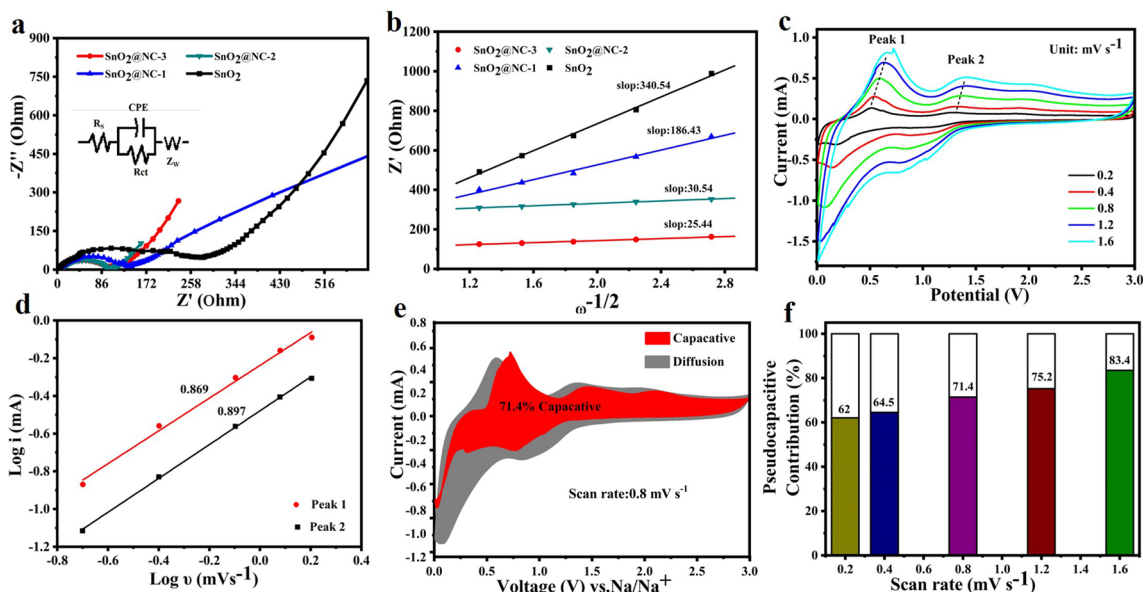 a
900
750
600
450
300
150
0
-Z'' (Ohm)
SnO2@NC-3
SnO2@NC-2
SnO2@NC-1
SnO2
CPE
Rs
Rct
Zw
0 86 172 258 344 430 516
Z' (Ohm)
b
1200
1000
800
600
400
200
0
Z' (Ohm)
SnO2@NC-3
SnO2@NC-2
SnO2@NC-1
SnO2
slop:340.54
slop:186.43
slop:30.54
slop:25.44
1.2 1.6 2.0 2.4 2.8
ω-1/2
c
1.0
0.5
0.0
-0.5
-1.0
-1.5
Current (mA)
Peak 1
Unit: mV s-1
Peak 2
0.2
0.4
0.8
1.2
1.6
0.0 0.5 1.0 1.5 2.0 2.5 3.0
Potential (V)
d
0.0
-0.2
-0.4
-0.6
-0.8
-1.0
-1.2
Log i (mA)
0.869
0.897
Peak 1
Peak 2
-0.8 -0.6 -0.4 -0.2 0.0 0.2 0.4
Log υ (mVs-1)
e
0.8
0.6
0.4
0.2
0.0
-0.2
-0.4
-0.6
-0.8
-1.0
-1.2
Current (mA)
Capacative
Diffusion
71.4% Capacative
Scan rate:0.8 mV s-1
0.0 0.5 1.0 1.5 2.0 2.5 3.0
Voltage (V) vs.Na/Na+
f
100
80
60
40
20
0
Pseudocapacitive
Contribution (%)
62
64.5
71.4
75.2
83.4
0.2 0.4 0.8 1.2 1.6
Scan rate (mV s-1)